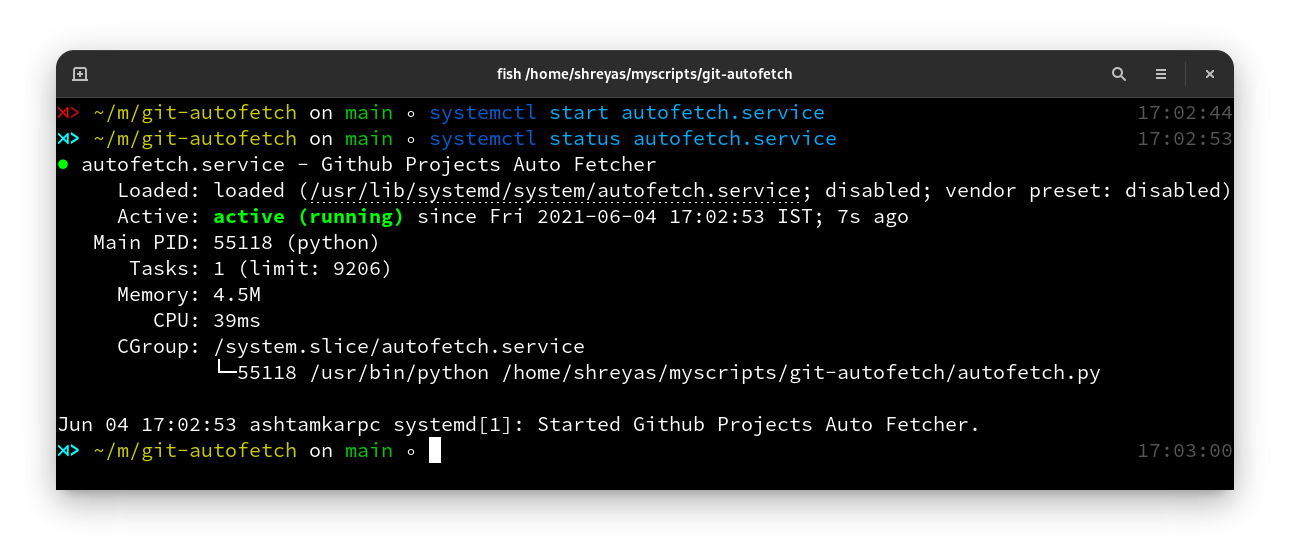 fish /home/shreyas/myscripts/git-autofetch
⋊> ~/m/git-autofetch on main ◦ systemctl start autofetch.service 17:02:44
⋊> ~/m/git-autofetch on main ◦ systemctl status autofetch.service 17:02:53
● autofetch.service - Github Projects Auto Fetcher
Loaded: loaded (/usr/lib/systemd/system/autofetch.service; disabled; vendor preset: disabled)
Active: active (running) since Fri 2021-06-04 17:02:53 IST; 7s ago
Main PID: 55118 (python)
Tasks: 1 (limit: 9206)
Memory: 4.5M
CPU: 39ms
CGroup: /system.slice/autofetch.service
└─55118 /usr/bin/python /home/shreyas/myscripts/git-autofetch/autofetch.py
Jun 04 17:02:53 ashtamkarpc systemd[1]: Started Github Projects Auto Fetcher.
⋊> ~/m/git-autofetch on main ◦ 17:03:00